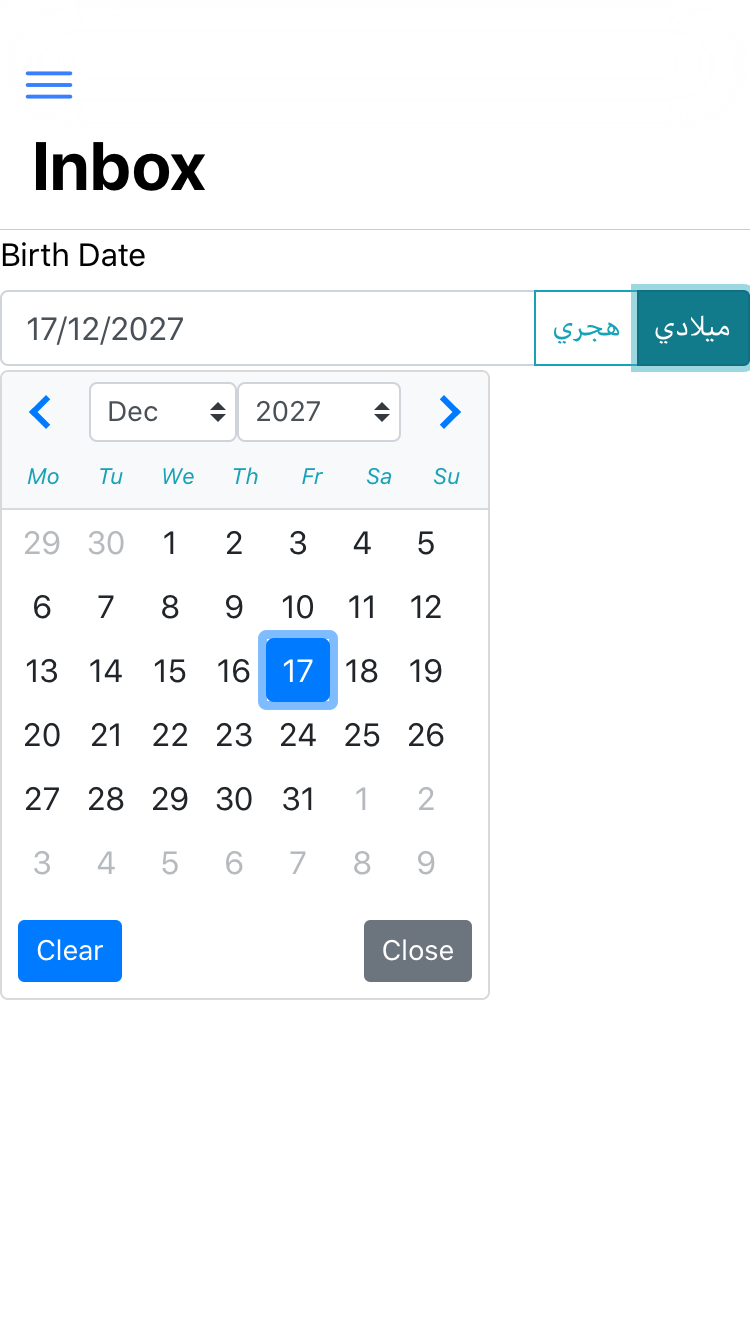 Inbox
Birth Date
17/12/2027 هجري ميلادي
Dec 2027
Mo Tu We Th Fr Sa Su
29 30 1 2 3 4 5
6 7 8 9 10 11 12
13 14 15 16 17 18 19
20 21 22 23 24 25 26
27 28 29 30 31 1 2
3 4 5 6 7 8 9
Clear Close